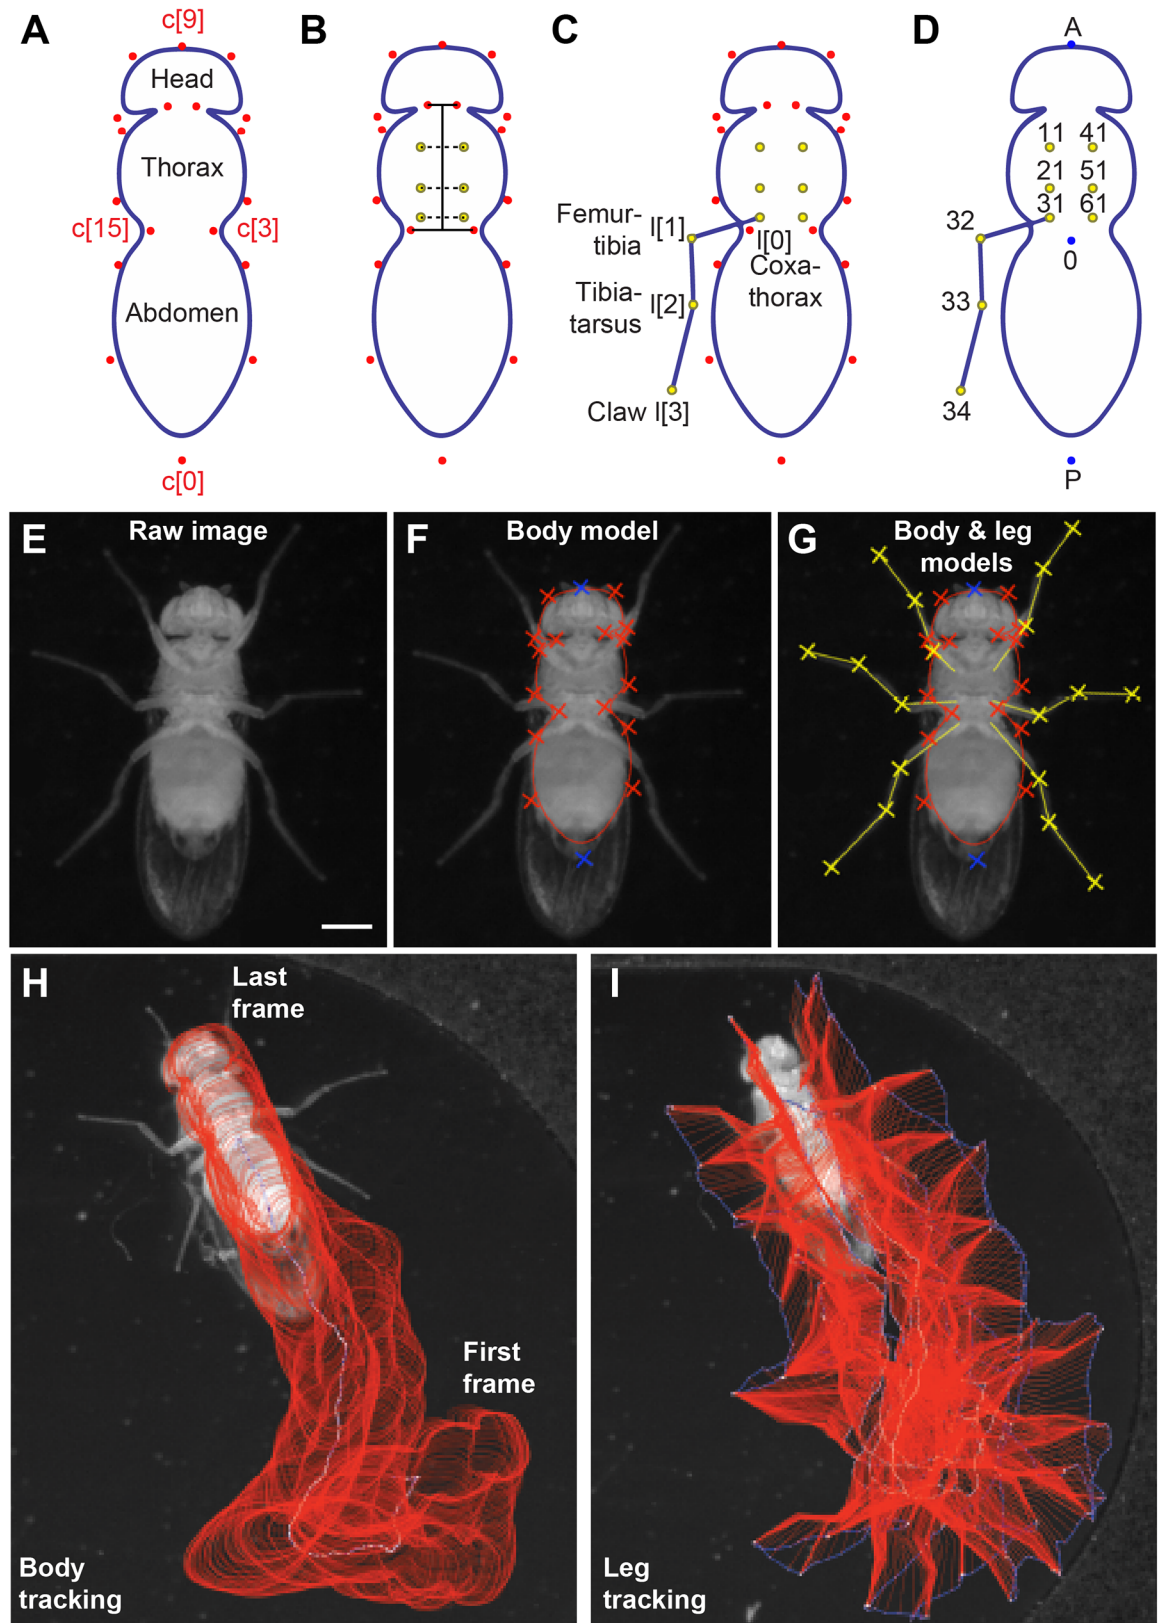 A
c[9]
Head
Thorax
c[15]
c[3]
Abdomen
c[0]
B
C
Femur-
tibia
l[1]
l[0]
Coxa-
thorax
Tibia-
tarsus
l[2]
Claw l[3]
D
A
11 41
21 51
31 61
32
0
33
34
P
E
Raw image
F
Body model
G
Body & leg
models
H
Last
frame
First
frame
Body
tracking
I
Leg
tracking